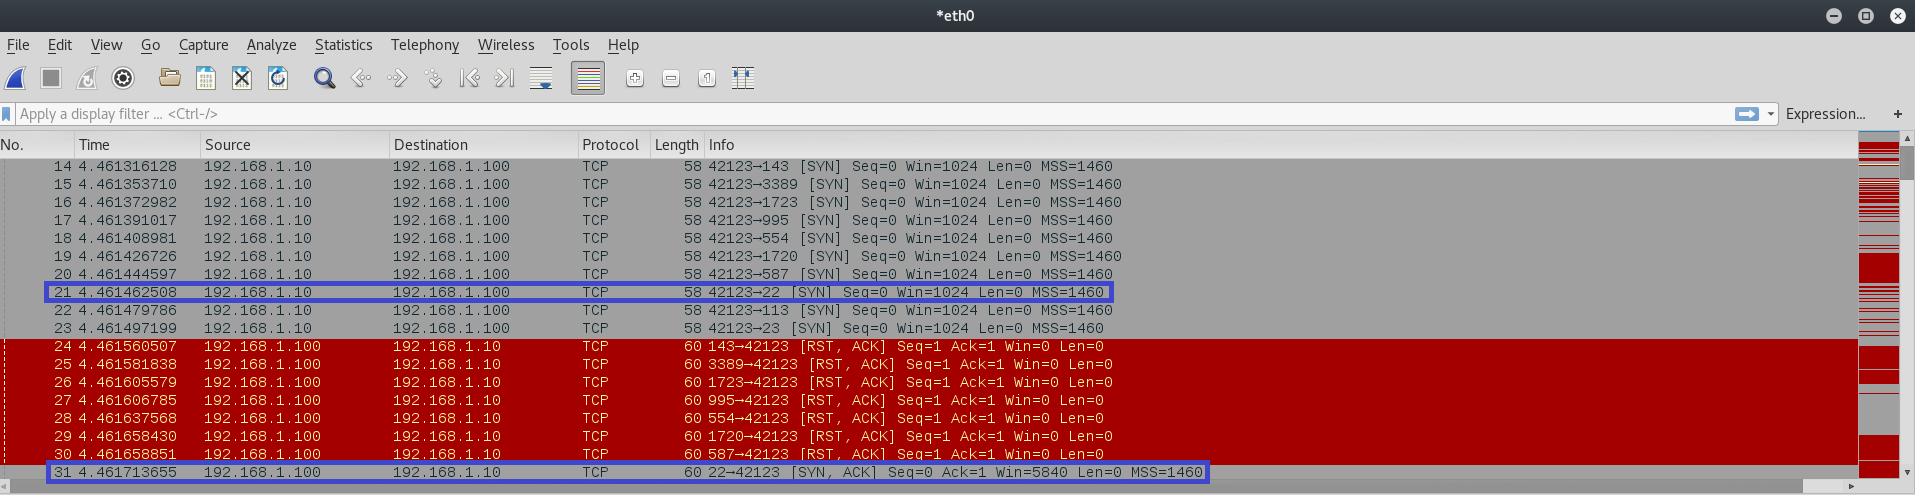 *eth0
File Edit View Go Capture Analyze Statistics Telephony Wireless Tools Help
Apply a display filter ... <Ctrl-/> Expression... +
No. Time Source Destination Protocol Length Info
14 4.461316128 192.168.1.10 192.168.1.100 TCP 58 42123→143 [SYN] Seq=0 Win=1024 Len=0 MSS=1460
15 4.461353710 192.168.1.10 192.168.1.100 TCP 58 42123→3389 [SYN] Seq=0 Win=1024 Len=0 MSS=1460
16 4.461372982 192.168.1.10 192.168.1.100 TCP 58 42123→1723 [SYN] Seq=0 Win=1024 Len=0 MSS=1460
17 4.461391017 192.168.1.10 192.168.1.100 TCP 58 42123→995 [SYN] Seq=0 Win=1024 Len=0 MSS=1460
18 4.461408981 192.168.1.10 192.168.1.100 TCP 58 42123→554 [SYN] Seq=0 Win=1024 Len=0 MSS=1460
19 4.461426726 192.168.1.10 192.168.1.100 TCP 58 42123→1720 [SYN] Seq=0 Win=1024 Len=0 MSS=1460
20 4.461444597 192.168.1.10 192.168.1.100 TCP 58 42123→587 [SYN] Seq=0 Win=1024 Len=0 MSS=1460
21 4.461462508 192.168.1.10 192.168.1.100 TCP 58 42123→22 [SYN] Seq=0 Win=1024 Len=0 MSS=1460
22 4.461479786 192.168.1.10 192.168.1.100 TCP 58 42123→113 [SYN] Seq=0 Win=1024 Len=0 MSS=1460
23 4.461497199 192.168.1.10 192.168.1.100 TCP 58 42123→23 [SYN] Seq=0 Win=1024 Len=0 MSS=1460
24 4.461560507 192.168.1.100 192.168.1.10 TCP 60 143→42123 [RST, ACK] Seq=1 Ack=1 Win=0 Len=0
25 4.461581838 192.168.1.100 192.168.1.10 TCP 60 3389→42123 [RST, ACK] Seq=1 Ack=1 Win=0 Len=0
26 4.461605579 192.168.1.100 192.168.1.10 TCP 60 1723→42123 [RST, ACK] Seq=1 Ack=1 Win=0 Len=0
27 4.461606785 192.168.1.100 192.168.1.10 TCP 60 995→42123 [RST, ACK] Seq=1 Ack=1 Win=0 Len=0
28 4.461637568 192.168.1.100 192.168.1.10 TCP 60 554→42123 [RST, ACK] Seq=1 Ack=1 Win=0 Len=0
29 4.461658430 192.168.1.100 192.168.1.10 TCP 60 1720→42123 [RST, ACK] Seq=1 Ack=1 Win=0 Len=0
30 4.461658851 192.168.1.100 192.168.1.10 TCP 60 587→42123 [RST, ACK] Seq=1 Ack=1 Win=0 Len=0
31 4.461713655 192.168.1.100 192.168.1.10 TCP 60 22→42123 [SYN, ACK] Seq=0 Ack=1 Win=5840 Len=0 MSS=1460